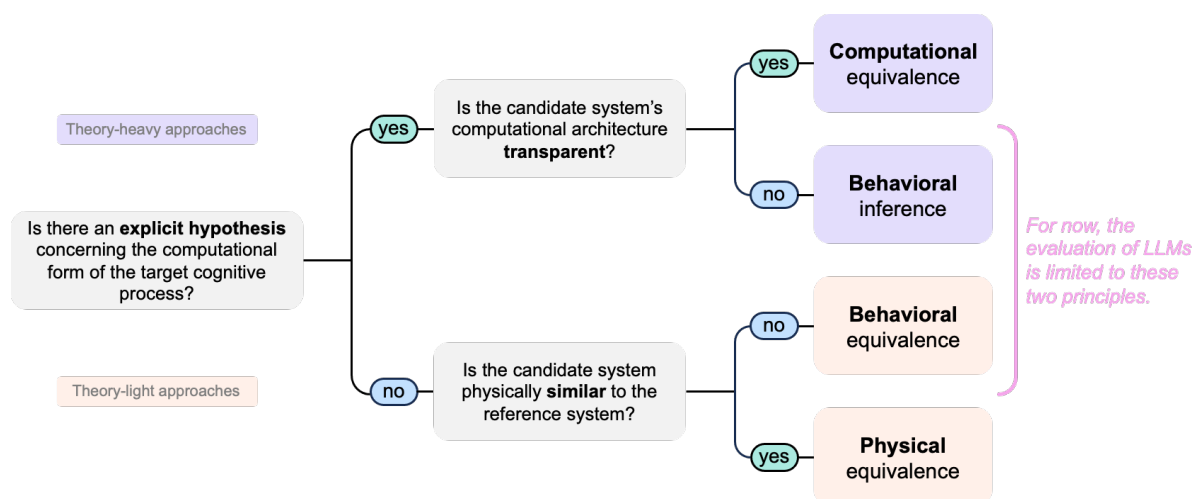 Theory-heavy approaches
Is there an explicit hypothesis
concerning the computational
form of the target cognitive
process?
Theory-light approaches
yes
Is the candidate system's
computational architecture
transparent?
yes
Computational
equivalence
no
Behavioral
inference
no
Is the candidate system
physically similar to the
reference system?
no
Behavioral
equivalence
yes
Physical
equivalence
For now, the
evaluation of LLMs
is limited to these
two principles.